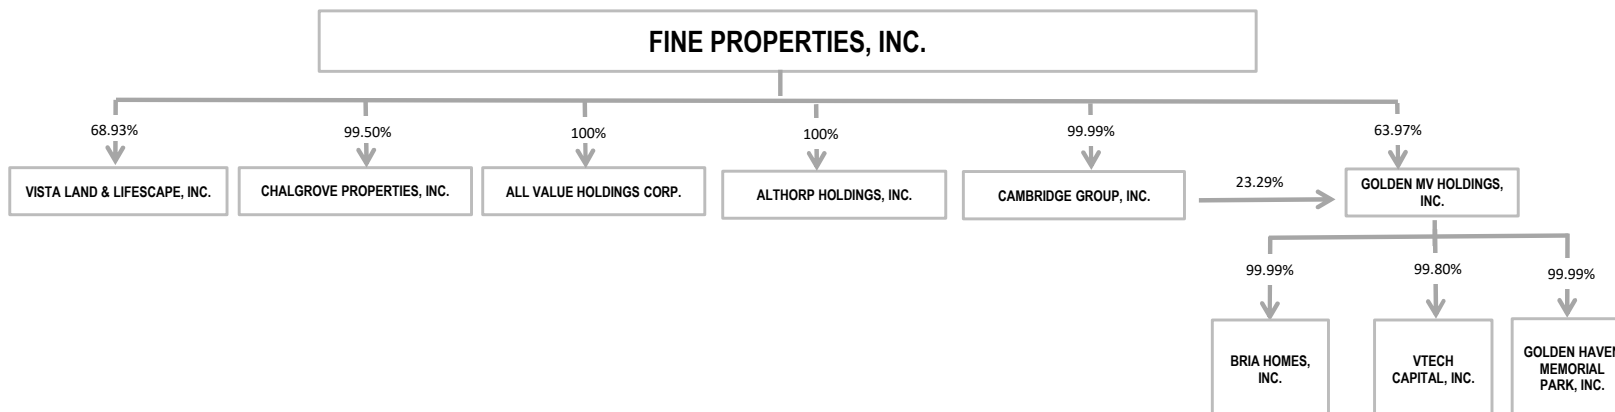 FINE PROPERTIES, INC.
68.93%
99.50%
100%
100%
99.99%
63.97%
VISTA LAND & LIFESCAPE, INC.
CHALGROVE PROPERTIES, INC.
ALL VALUE HOLDINGS CORP.
ALTHORP HOLDINGS, INC.
CAMBRIDGE GROUP, INC.
23.29%
GOLDEN MV HOLDINGS,
INC.
99.99%
99.80%
99.99%
BRIA HOMES,
INC.
VTECH
CAPITAL, INC.
GOLDEN HAVEN
MEMORIAL
PARK, INC.